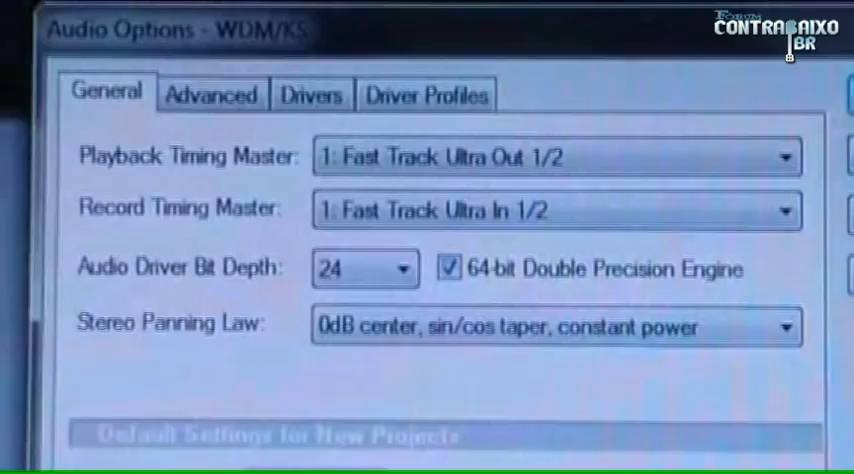 Audio Options - WDM/KS
Forum
CONTRABAIXO
BR
General Advanced Drivers Driver Profiles
Playback Timing Master: 1: Fast Track Ultra Out 1/2
Record Timing Master: 1: Fast Track Ultra In 1/2
Audio Driver Bit Depth: 24 64-bit Double Precision Engine
Stereo Panning Law: 0dB center, sin/cos taper, constant power
Default Settings for New Projects